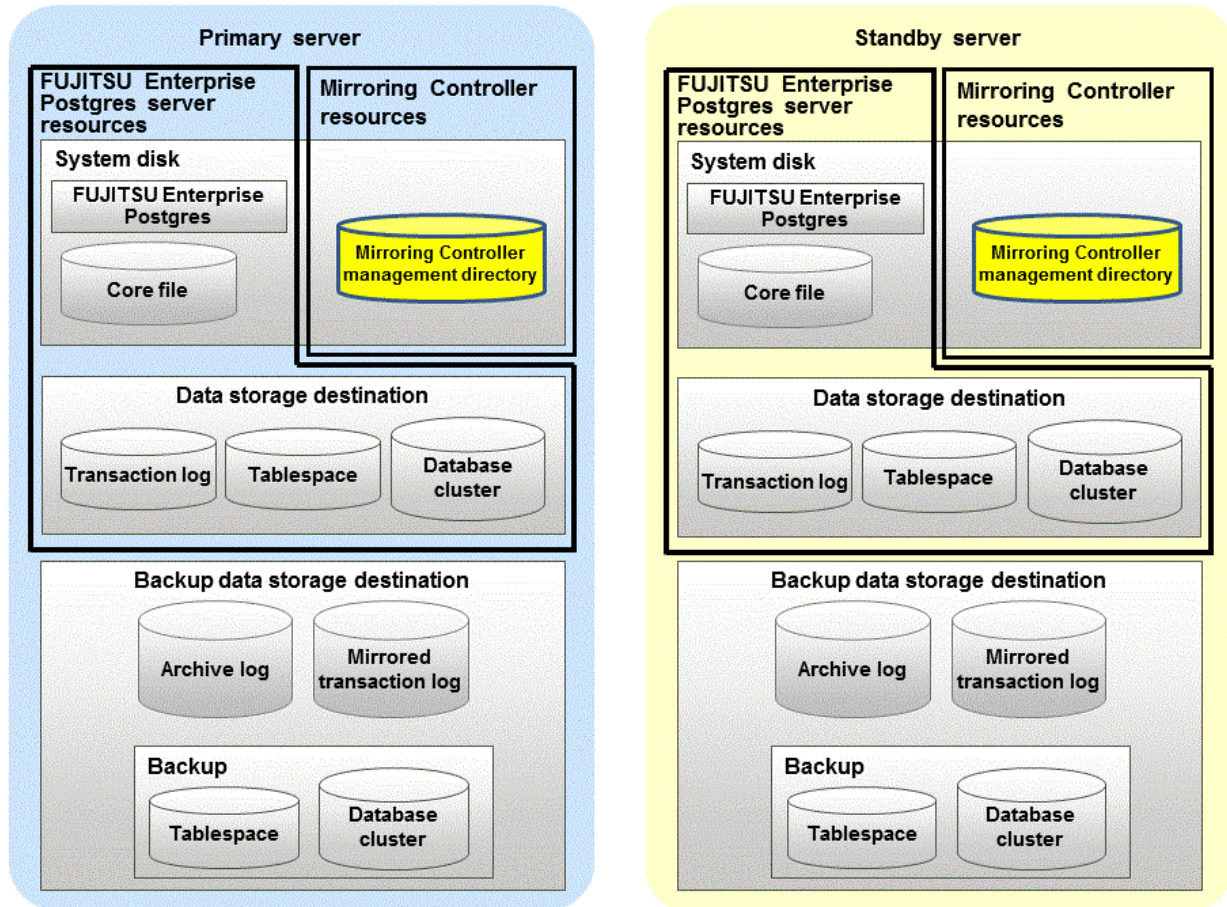 Primary server
FUJITSU Enterprise
Postgres server
resources
Mirroring Controller
resources
System disk
FUJITSU Enterprise
Postgres
Core file
Mirroring Controller
management directory
Data storage destination
Transaction log
Tablespace
Database
cluster
Backup data storage destination
Archive log
Mirrored
transaction log
Backup
Tablespace
Database
cluster
Standby server
FUJITSU Enterprise
Postgres server
resources
Mirroring Controller
resources
System disk
FUJITSU Enterprise
Postgres
Core file
Mirroring Controller
management directory
Data storage destination
Transaction log
Tablespace
Database
cluster
Backup data storage destination
Archive log
Mirrored
transaction log
Backup
Tablespace
Database
cluster